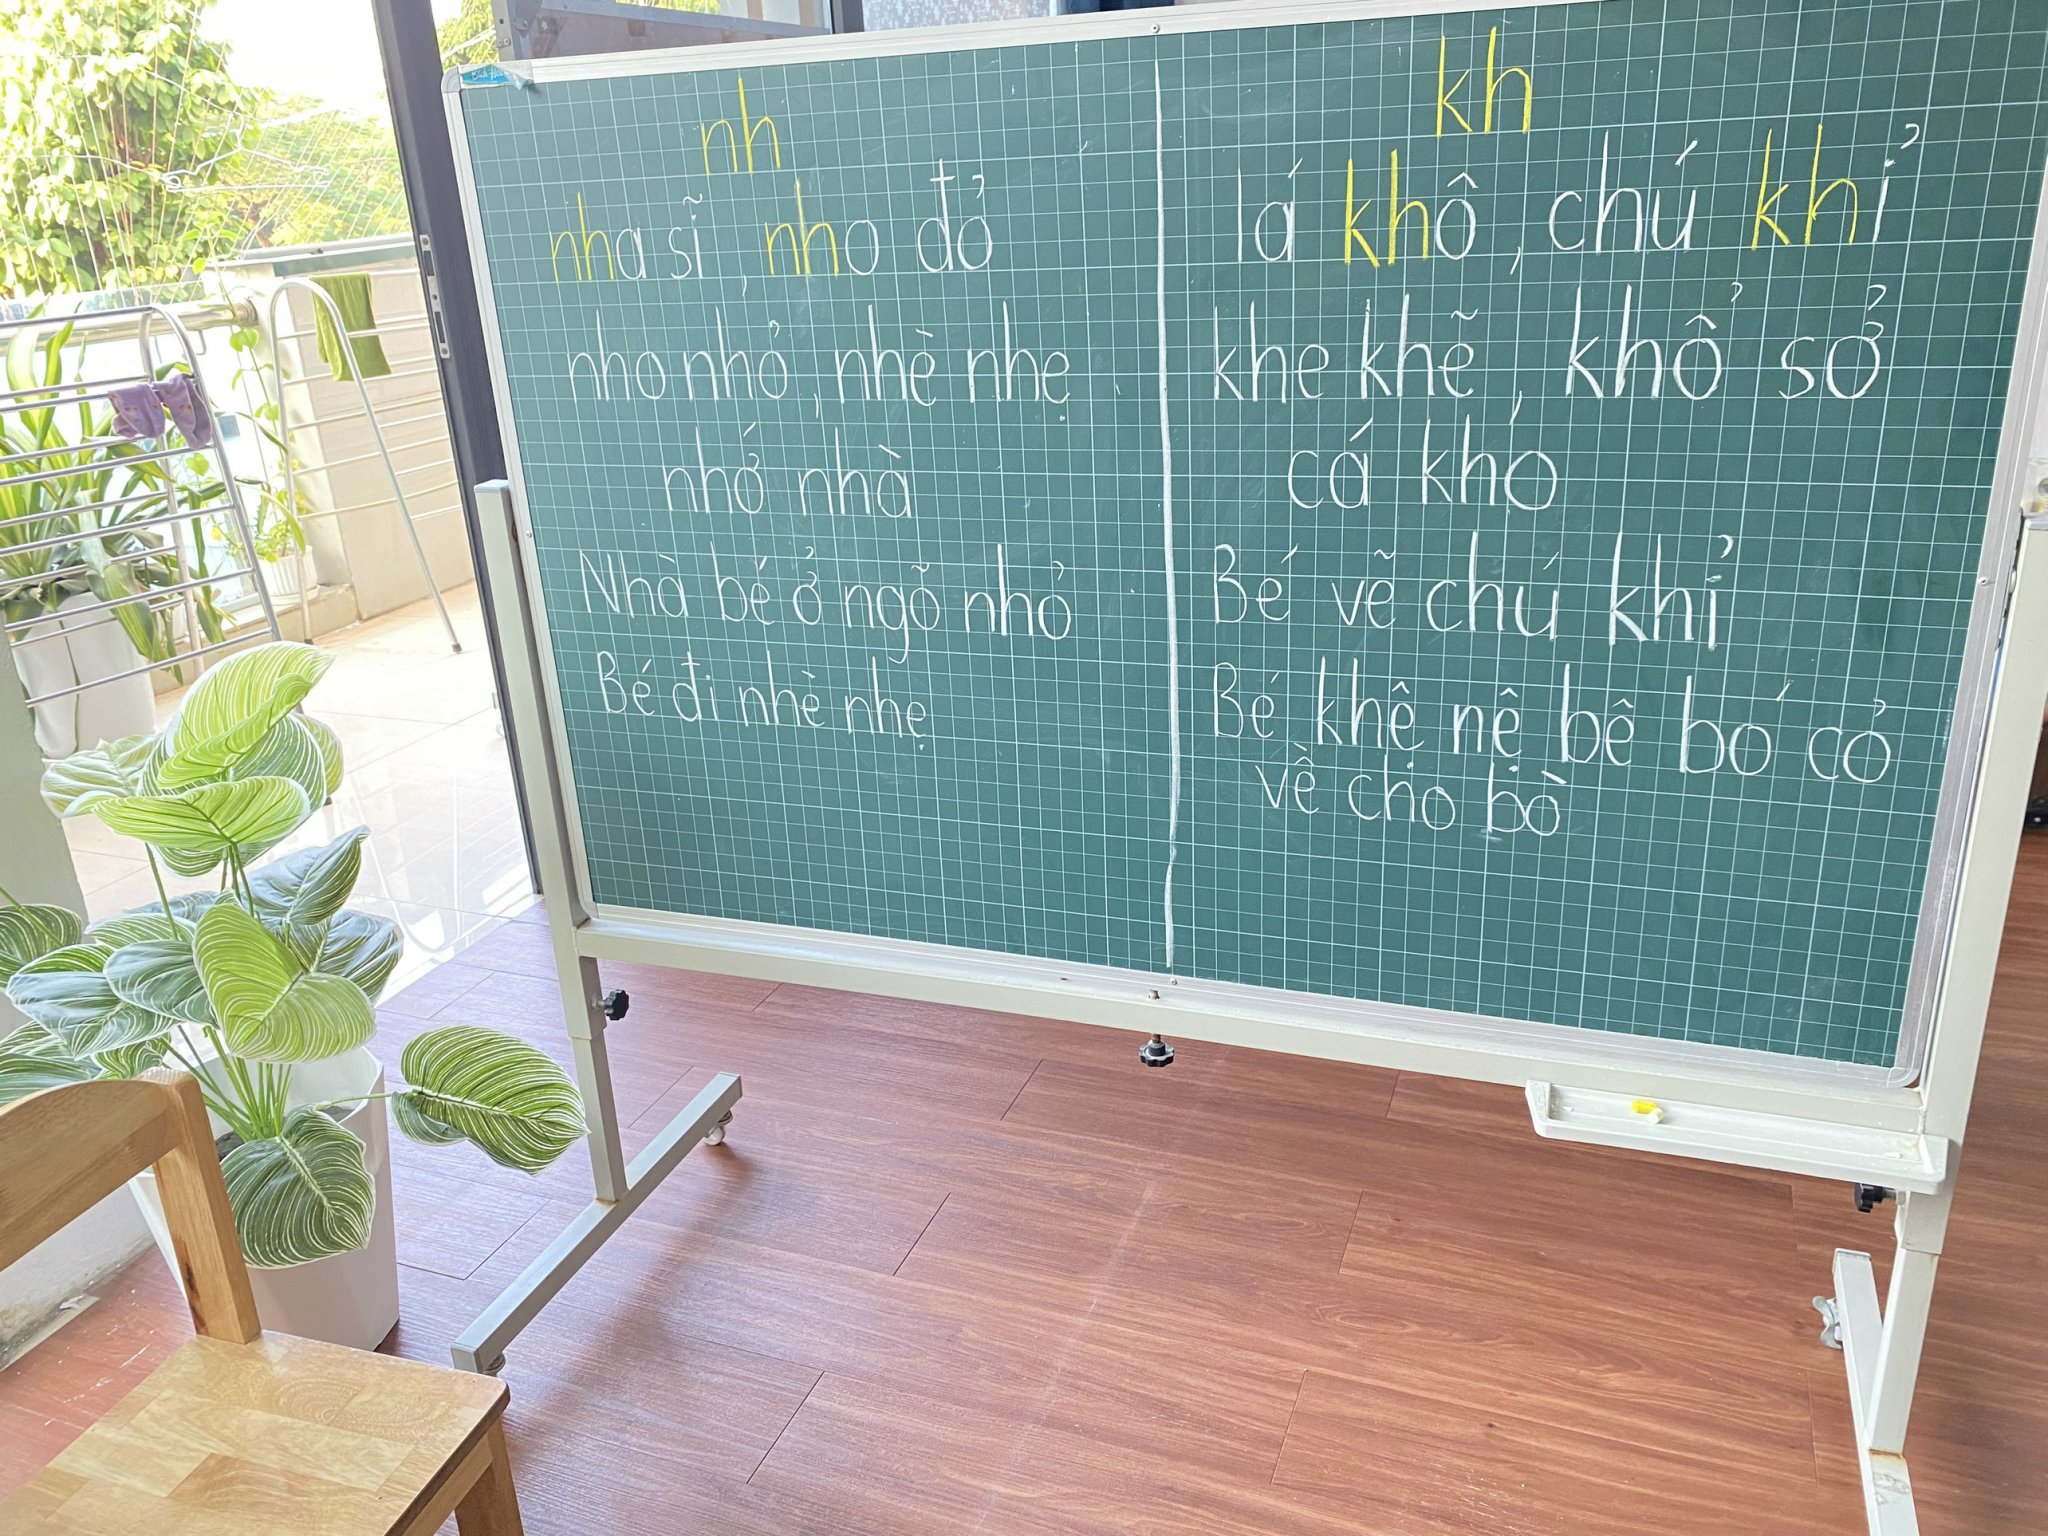 nh
nha sĩ, nho đỏ
nho nhỏ, nhè nhẹ
nhớ nhà
Nhà bé ở ngõ nhỏ
Bé đi nhè nhẹ
kh
lá khô, chú khỉ
khe khẽ, khổ sở
cá kho
Bé vẽ chú khỉ
Bé khệ nệ bê bó cỏ
về cho bò